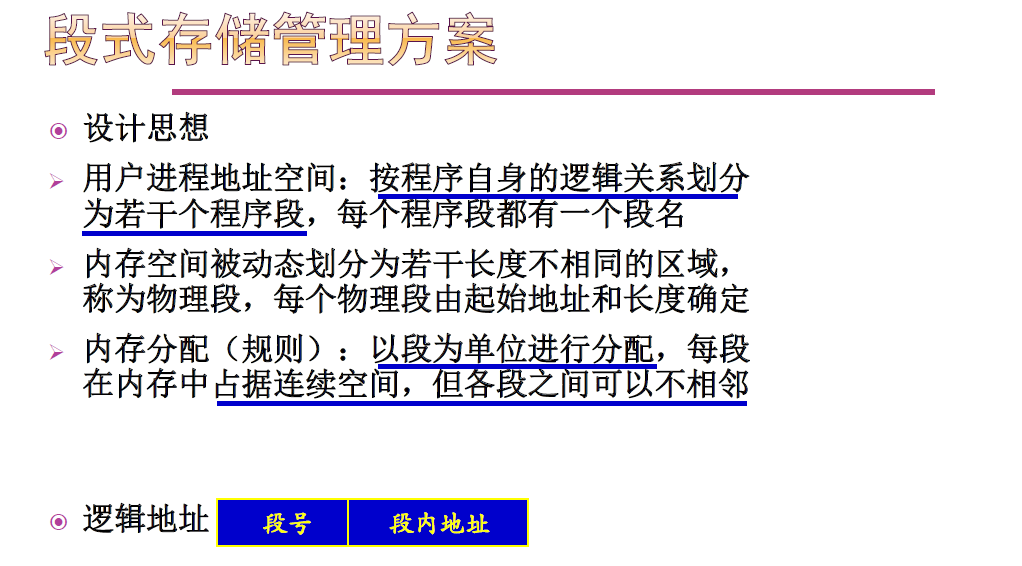 段式存储管理方案
设计思想
用户进程地址空间：按程序自身的逻辑关系划分
为若干个程序段，每个程序段都有一个段名
内存空间被动态划分为若干长度不相同的区域，
称为物理段，每个物理段由起始地址和长度确定
内存分配（规则）：以段为单位进行分配，每段
在内存中占据连续空间，但各段之间可以不相邻
逻辑地址 段号 段内地址